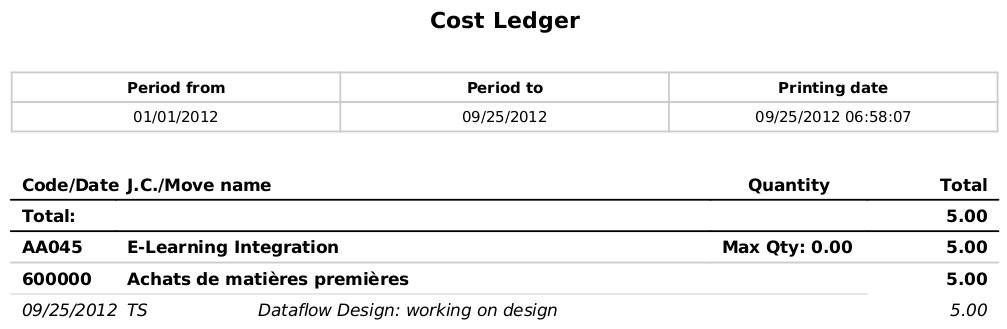 Cost Ledger
Period from Period to Printing date
01/01/2012 09/25/2012 09/25/2012 06:58:07
Code/Date J.C./Move name Quantity Total
Total: 5.00
AA045 E-Learning Integration Max Qty: 0.00 5.00
600000 Achats de matières premières 5.00
09/25/2012 TS Dataflow Design: working on design 5.00